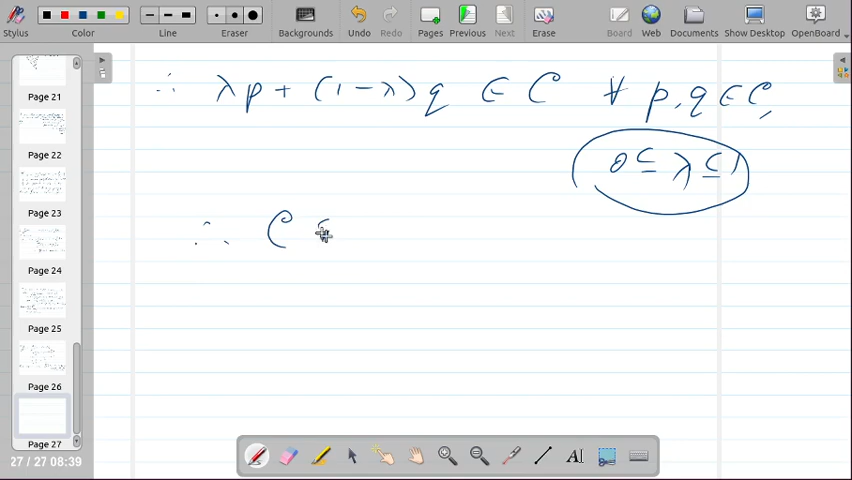 Stylus Color Line Eraser Backgrounds Undo Redo Pages Previous Next Erase Board Web Documents Show Desktop OpenBoard
Page 21
Page 22
Page 23
Page 24
Page 25
Page 26
Page 27
27 / 27 08:39
∴ λp + (1-λ)q ∈ C ∀ p,q ∈ C,
0 ≤ λ ≤ 1
∴ C